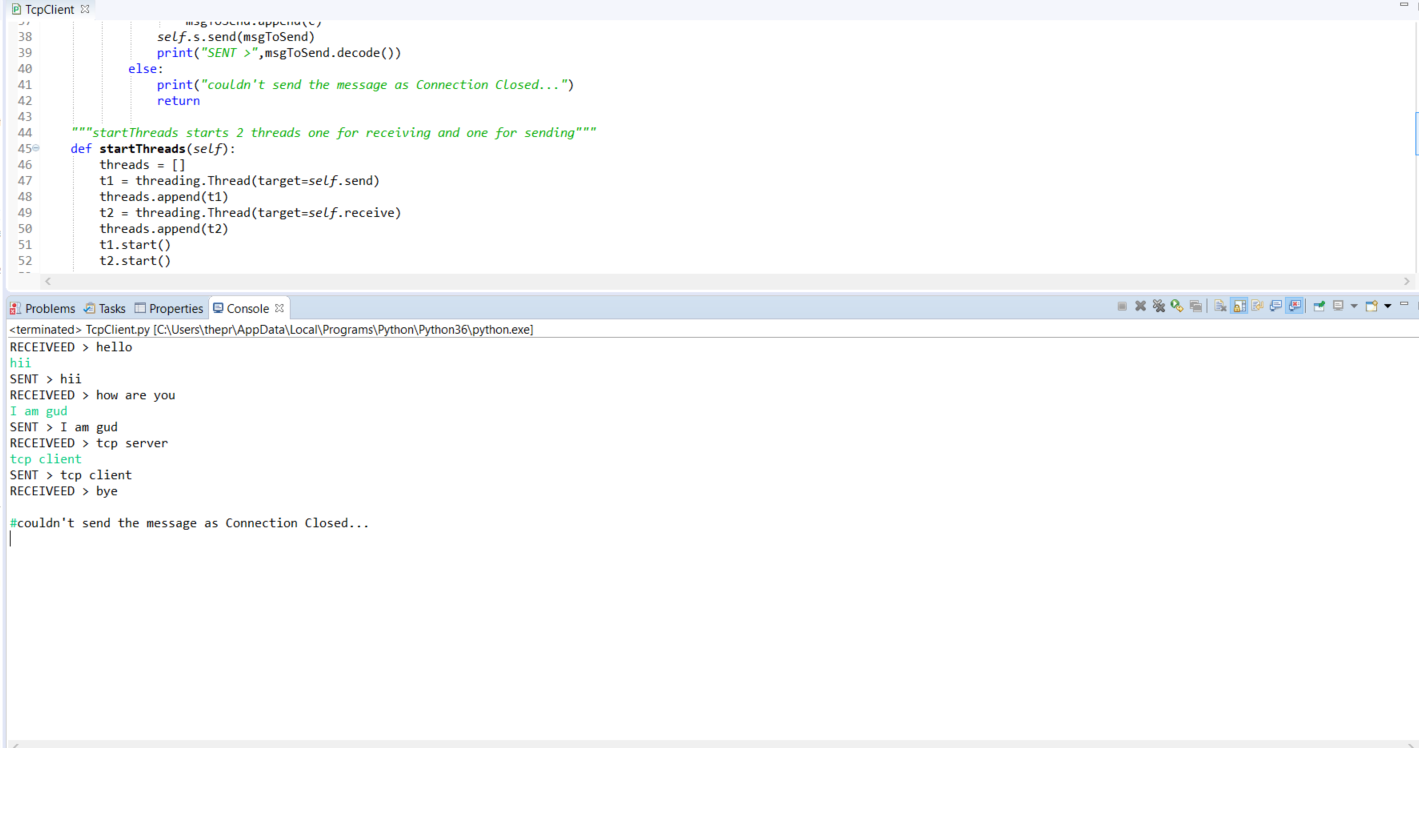 TcpClient
37 msgToSend.append(c)
38 self.s.send(msgToSend)
39 print("SENT >",msgToSend.decode())
40 else:
41 print("couldn't send the message as Connection Closed...")
42 return
43
44 """startThreads starts 2 threads one for receiving and one for sending"""
45 def startThreads(self):
46 threads = []
47 t1 = threading.Thread(target=self.send)
48 threads.append(t1)
49 t2 = threading.Thread(target=self.receive)
50 threads.append(t2)
51 t1.start()
52 t2.start()
Problems Tasks Properties Console
<terminated> TcpClient.py [C:\Users\thepr\AppData\Local\Programs\Python\Python36\python.exe]
RECEIVEED > hello
hii
SENT > hii
RECEIVEED > how are you
I am gud
SENT > I am gud
RECEIVEED > tcp server
tcp client
SENT > tcp client
RECEIVEED > bye
#couldn't send the message as Connection Closed...